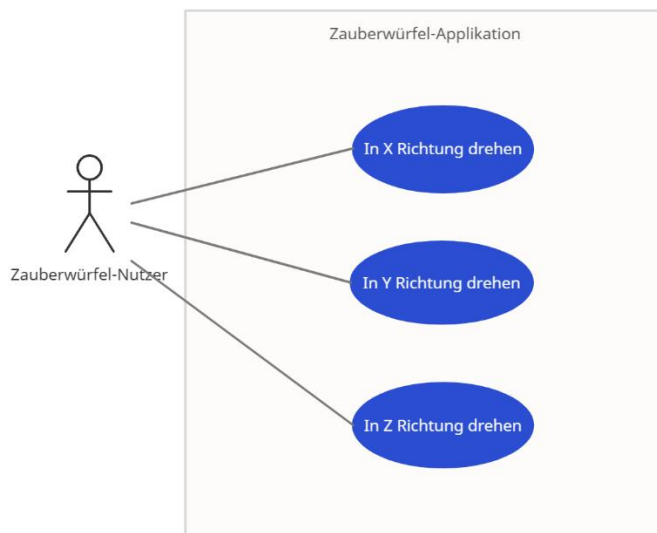 Zauberwürfel-Applikation
In X Richtung drehen
Zauberwürfel-Nutzer
In Y Richtung drehen
In Z Richtung drehen